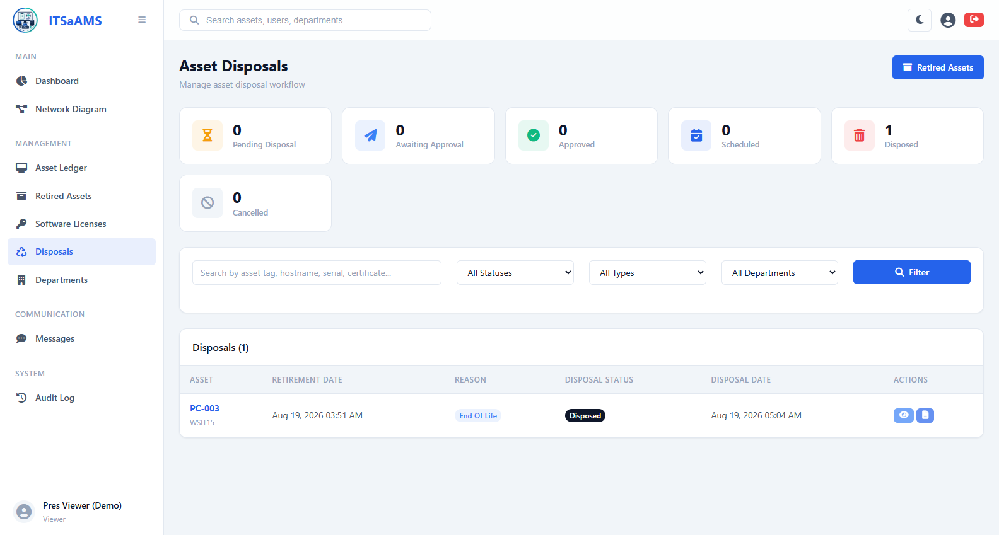 ITSaAMS
Search assets, users, departments...
MAIN
Dashboard
Network Diagram
MANAGEMENT
Asset Ledger
Retired Assets
Software Licenses
Disposals
Departments
COMMUNICATION
Messages
SYSTEM
Audit Log
Pres Viewer (Demo)
Viewer
Asset Disposals
Manage asset disposal workflow
Retired Assets
0
Pending Disposal
0
Awaiting Approval
0
Approved
0
Scheduled
1
Disposed
0
Cancelled
Search by asset tag, hostname, serial, certificate...
All Statuses
All Types
All Departments
Filter
Disposals (1)
ASSET RETIREMENT DATE REASON DISPOSAL STATUS DISPOSAL DATE ACTIONS
PC-003
WSIT15
Aug 19, 2026 03:51 AM
End Of Life
Disposed
Aug 19, 2026 05:04 AM